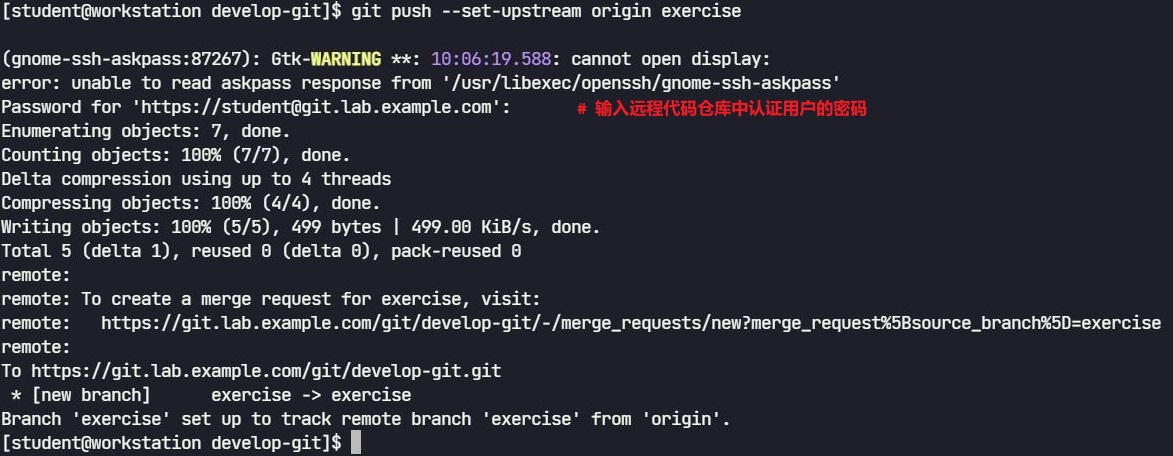 [student@workstation develop-git]$ git push --set-upstream origin exercise
(gnome-ssh-askpass:87267): Gtk-WARNING **: 10:06:19.588: cannot open display:
error: unable to read askpass response from '/usr/libexec/openssh/gnome-ssh-askpass'
Password for 'https://student@git.lab.example.com': # 输入远程代码仓库中认证用户的密码
Enumerating objects: 7, done.
Counting objects: 100% (7/7), done.
Delta compression using up to 4 threads
Compressing objects: 100% (4/4), done.
Writing objects: 100% (5/5), 499 bytes | 499.00 KiB/s, done.
Total 5 (delta 1), reused 0 (delta 0), pack-reused 0
remote:
remote: To create a merge request for exercise, visit:
remote:   https://git.lab.example.com/git/develop-git/-/merge_requests/new?merge_request%5Bsource_branch%5D=exercise
remote:
To https://git.lab.example.com/git/develop-git.git
 * [new branch]      exercise -> exercise
Branch 'exercise' set up to track remote branch 'exercise' from 'origin'.
[student@workstation develop-git]$